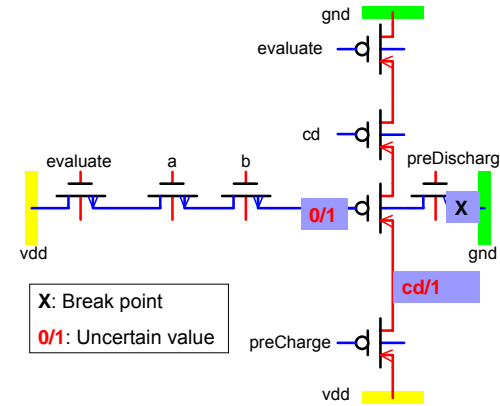 gnd
evaluate
cd
evaluate
a
b
preDischarg
0/1
X
vdd
gnd
cd/1
X: Break point
0/1: Uncertain value
preCharge
vdd